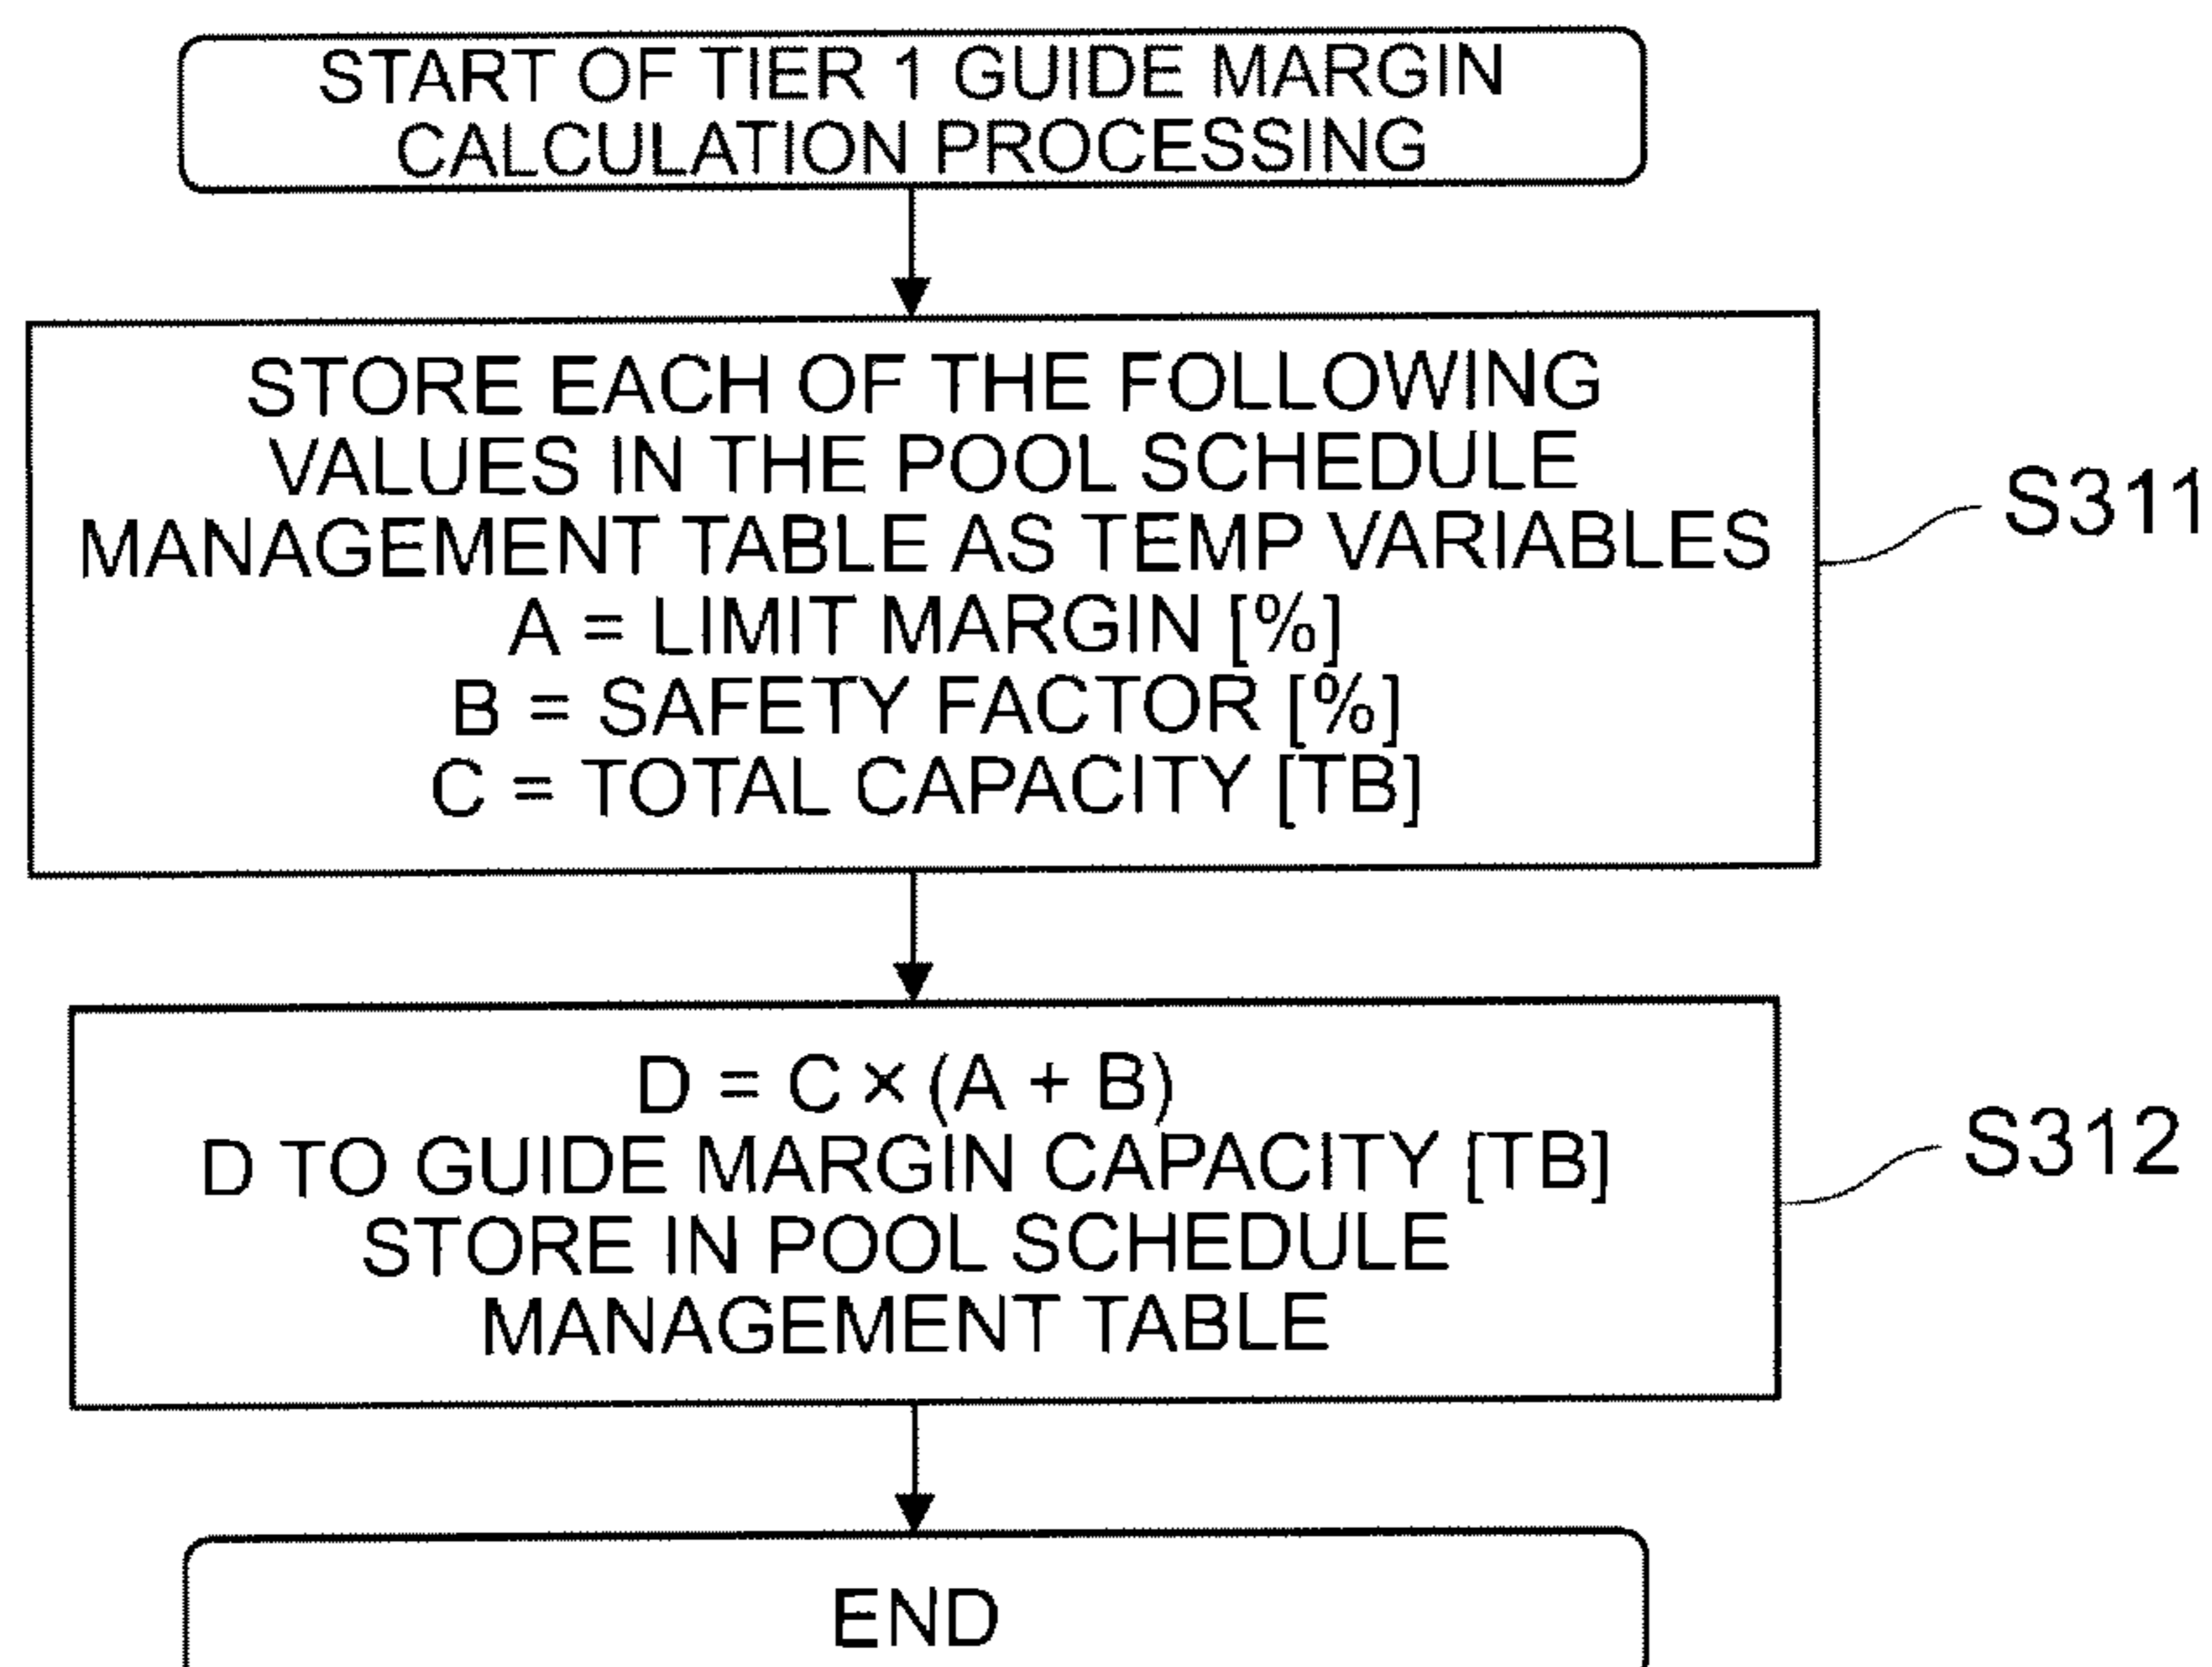 START OF TIER 1 GUIDE MARGIN
CALCULATION PROCESSING
STORE EACH OF THE FOLLOWING
VALUES IN THE POOL SCHEDULE
MANAGEMENT TABLE AS TEMP VARIABLES
A = LIMIT MARGIN [%]
B = SAFETY FACTOR [%]
C = TOTAL CAPACITY [TB]
S311
D = C × (A + B)
D TO GUIDE MARGIN CAPACITY [TB]
STORE IN POOL SCHEDULE
MANAGEMENT TABLE
S312
END